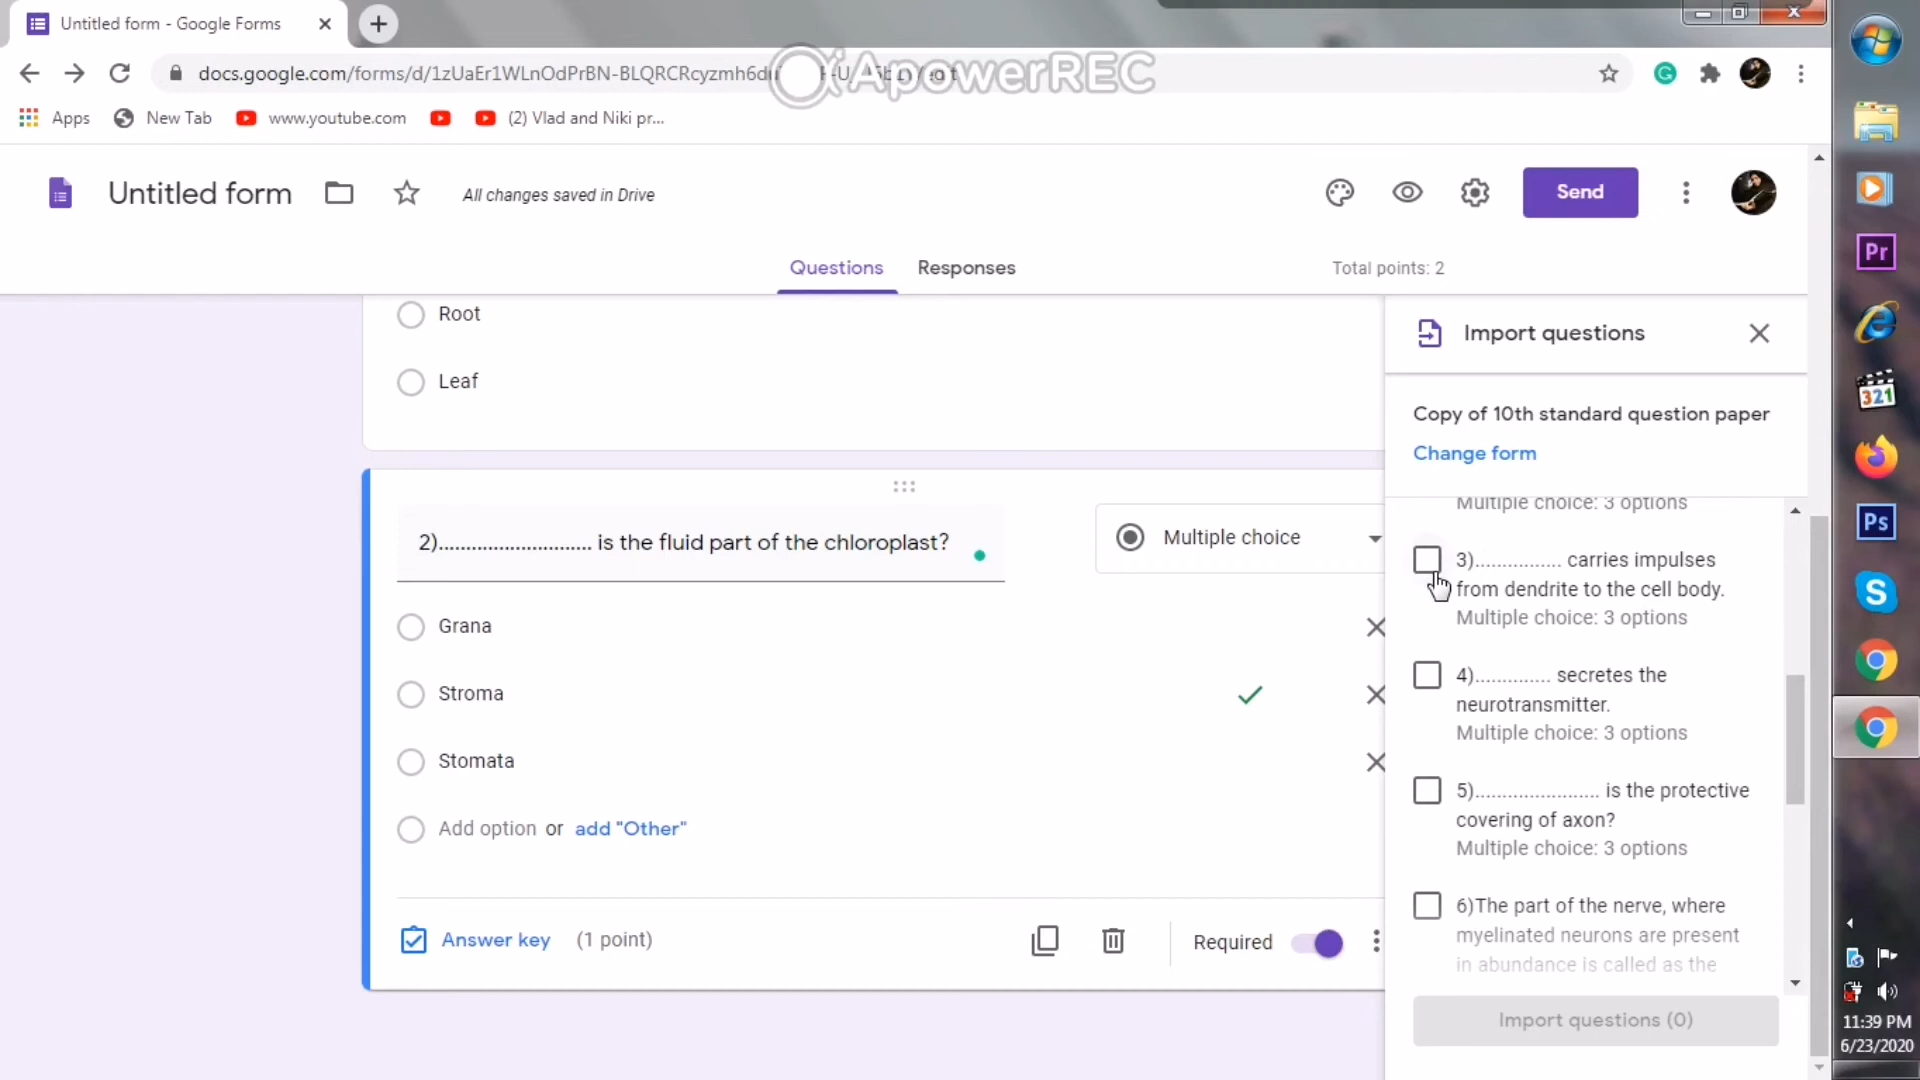 Untitled form - Google Forms
docs.google.com/forms/d/1zUaEr1WLnOdPrBN-BLQRCRcyzmh6d
ApowerREC
Apps
New Tab
www.youtube.com
(2) Vlad and Niki pr...
Untitled form
All changes saved in Drive
Send
Questions
Responses
Total points: 2
Root
Leaf
2)............................ is the fluid part of the chloroplast?
Multiple choice
Grana
Stroma
Stomata
Add option or add "Other"
Answer key
(1 point)
Required
Import questions
Copy of 10th standard question paper
Change form
Multiple choice: 3 options
3)............... carries impulses
from dendrite to the cell body.
Multiple choice: 3 options
4)............. secretes the
neurotransmitter.
Multiple choice: 3 options
5)....................... is the protective
covering of axon?
Multiple choice: 3 options
6)The part of the nerve, where
myelinated neurons are present
in abundance is called as the
Import questions (0)
Pr
321
Ps
S
11:39 PM
6/23/2020